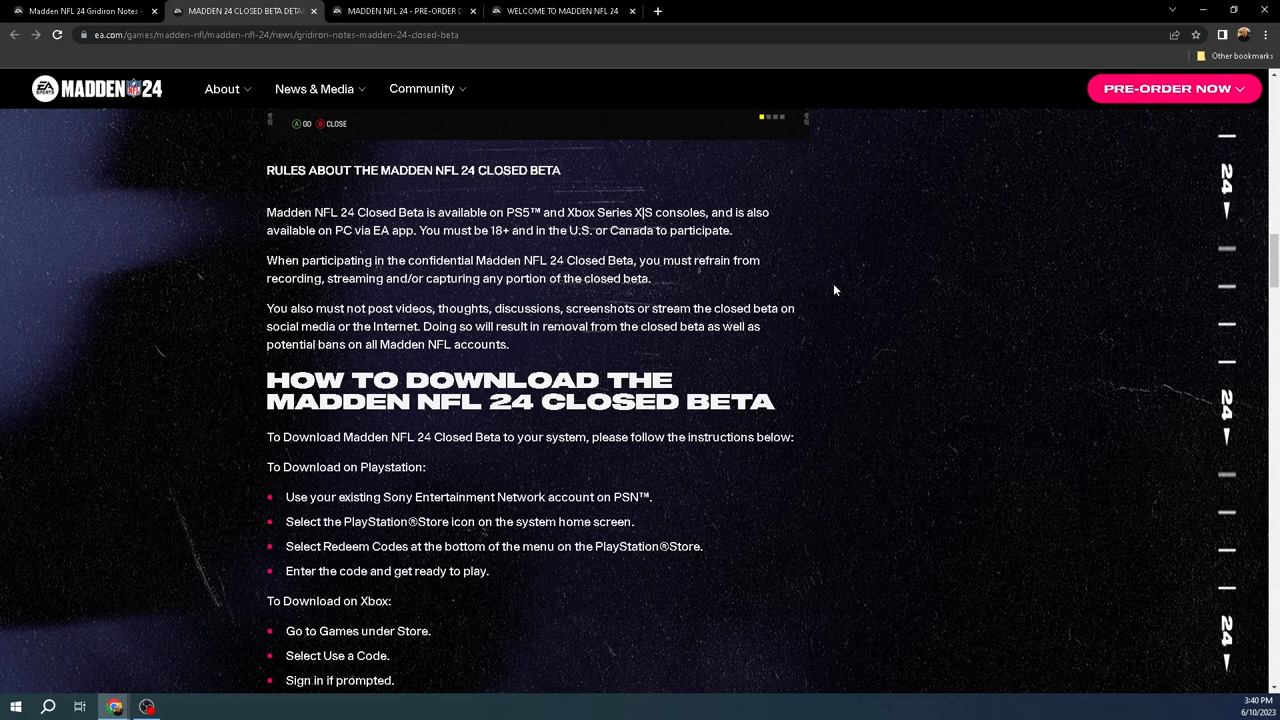 Madden NFL 24 Gridiron Notes -
MADDEN 24 CLOSED BETA DETAI
MADDEN NFL 24 - PRE-ORDER D
WELCOME TO MADDEN NFL 24
ea.com/games/madden-nfl/madden-nfl-24/news/gridiron-notes-madden-24-closed-beta
Other bookmarks
EA SPORTS MADDEN NFL 24
About
News & Media
Community
PRE-ORDER NOW
A GO B CLOSE
RULES ABOUT THE MADDEN NFL 24 CLOSED BETA
Madden NFL 24 Closed Beta is available on PS5™ and Xbox Series X|S consoles, and is also
available on PC via EA app. You must be 18+ and in the U.S. or Canada to participate.
When participating in the confidential Madden NFL 24 Closed Beta, you must refrain from
recording, streaming and/or capturing any portion of the closed beta.
You also must not post videos, thoughts, discussions, screenshots or stream the closed beta on
social media or the Internet. Doing so will result in removal from the closed beta as well as
potential bans on all Madden NFL accounts.
HOW TO DOWNLOAD THE
MADDEN NFL 24 CLOSED BETA
To Download Madden NFL 24 Closed Beta to your system, please follow the instructions below:
To Download on Playstation:
Use your existing Sony Entertainment Network account on PSN™.
Select the PlayStation®Store icon on the system home screen.
Select Redeem Codes at the bottom of the menu on the PlayStation®Store.
Enter the code and get ready to play.
To Download on Xbox:
Go to Games under Store.
Select Use a Code.
Sign in if prompted.
24
24
24
3:40 PM
6/10/2023